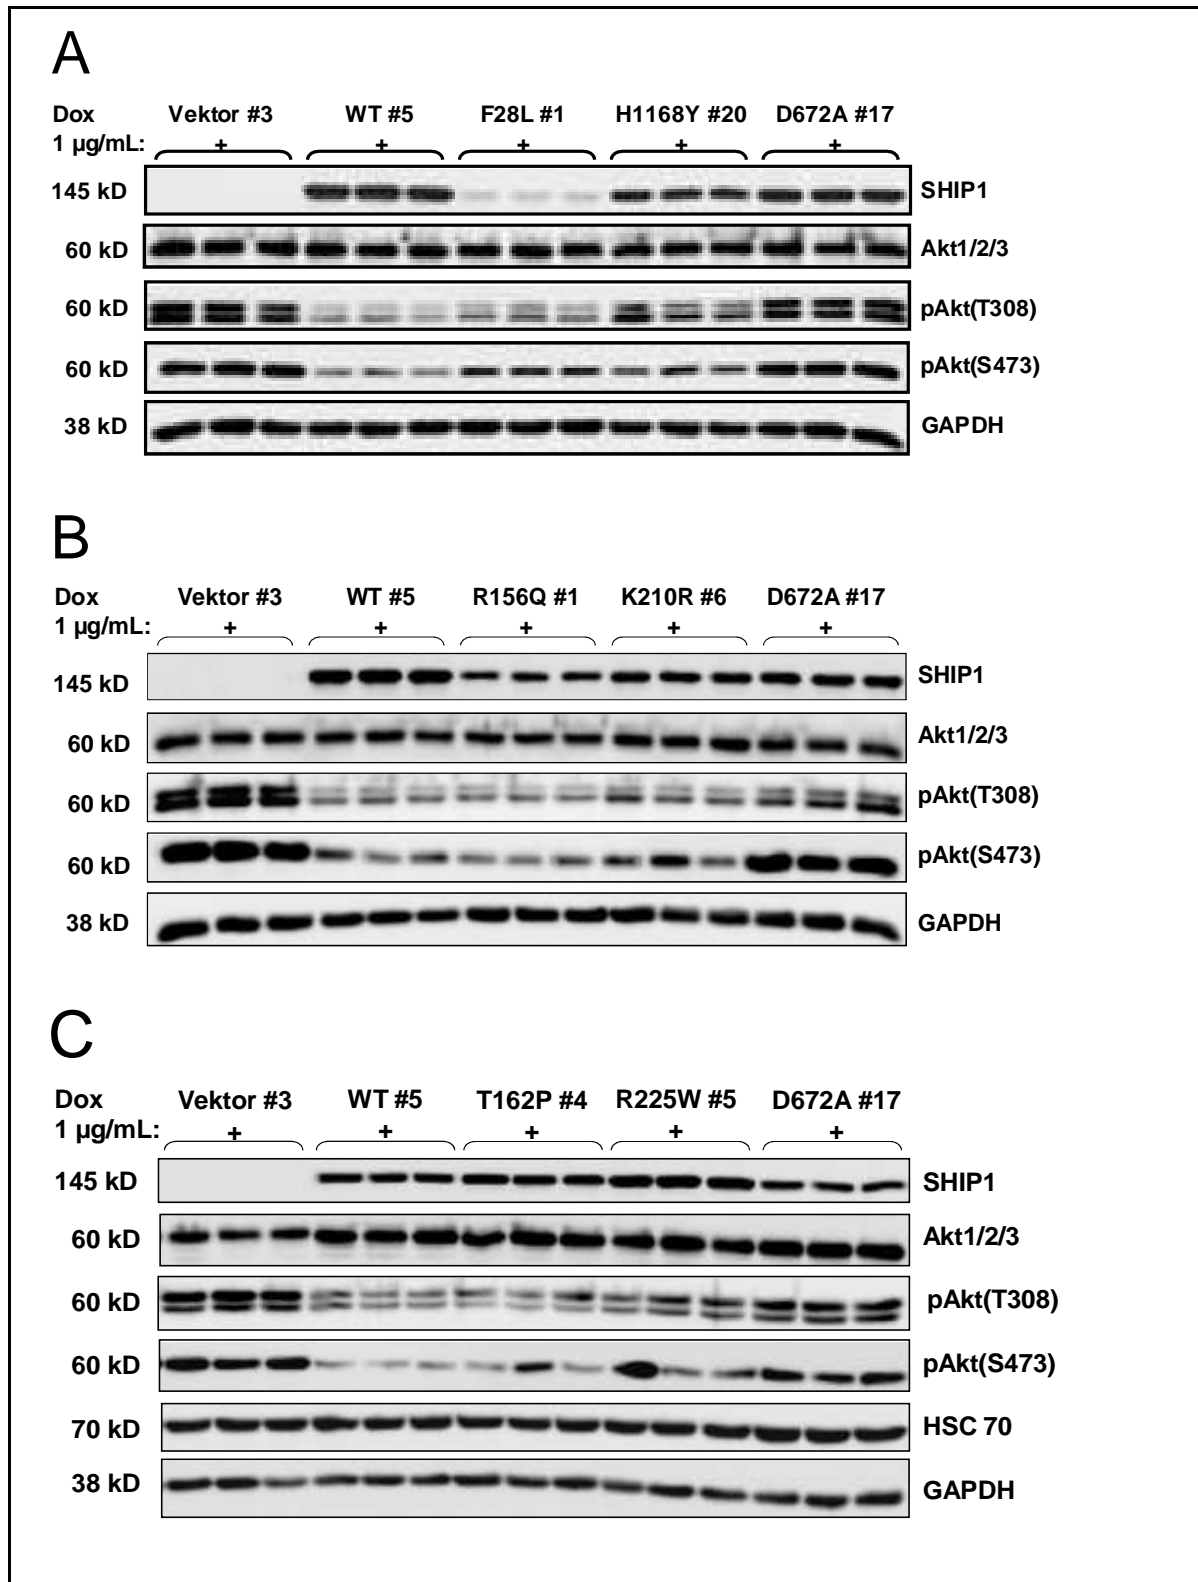 A
Dox Vektor #3 WT #5 F28L #1 H1168Y #20 D672A #17
1 µg/mL: + + + + +
145 kD SHIP1
60 kD Akt1/2/3
60 kD pAkt(T308)
60 kD pAkt(S473)
38 kD GAPDH
B
Dox Vektor #3 WT #5 R156Q #1 K210R #6 D672A #17
1 µg/mL: + + + + +
145 kD SHIP1
60 kD Akt1/2/3
60 kD pAkt(T308)
60 kD pAkt(S473)
38 kD GAPDH
C
Dox Vektor #3 WT #5 T162P #4 R225W #5 D672A #17
1 µg/mL: + + + + +
145 kD SHIP1
60 kD Akt1/2/3
60 kD pAkt(T308)
60 kD pAkt(S473)
70 kD HSC 70
38 kD GAPDH